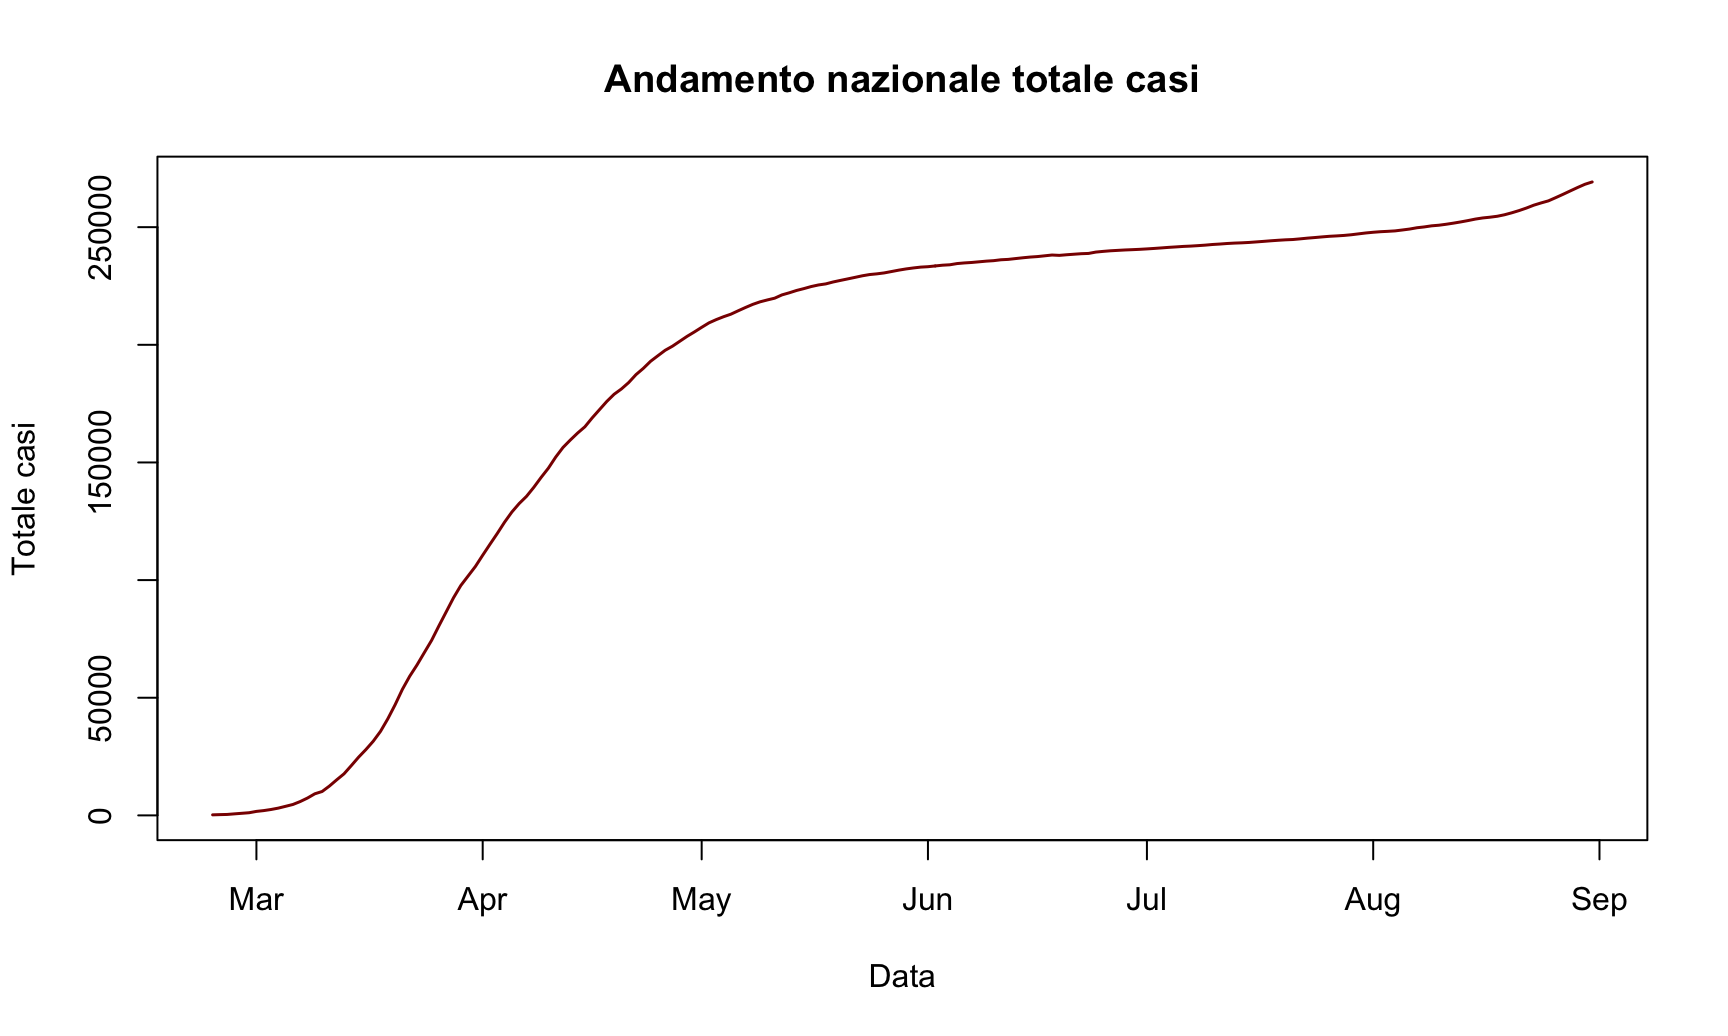 Andamento nazionale totale casi
Totale casi
250000
150000
50000
0
Mar Apr May Jun Jul Aug Sep
Data